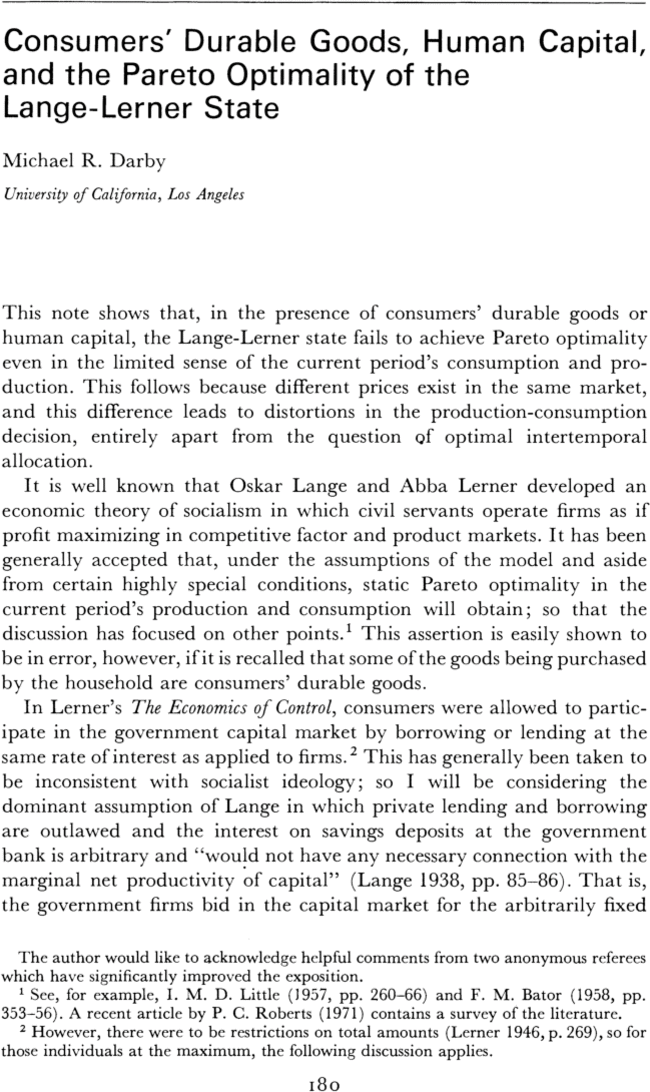 Consumers' Durable Goods, Human Capital,
and the Pareto Optimality of the
Lange-Lerner State
Michael R. Darby
University of California, Los Angeles
This note shows that, in the presence of consumers' durable goods or
human capital, the Lange-Lerner state fails to achieve Pareto optimality
even in the limited sense of the current period's consumption and pro-
duction. This follows because different prices exist in the same market,
and this difference leads to distortions in the production-consumption
decision, entirely apart from the question of optimal intertemporal
allocation.
It is well known that Oskar Lange and Abba Lerner developed an
economic theory of socialism in which civil servants operate firms as if
profit maximizing in competitive factor and product markets. It has been
generally accepted that, under the assumptions of the model and aside
from certain highly special conditions, static Pareto optimality in the
current period's production and consumption will obtain; so that the
discussion has focused on other points.¹ This assertion is easily shown to
be in error, however, if it is recalled that some of the goods being purchased
by the household are consumers' durable goods.
In Lerner's The Economics of Control, consumers were allowed to partic-
ipate in the government capital market by borrowing or lending at the
same rate of interest as applied to firms.² This has generally been taken to
be inconsistent with socialist ideology; so I will be considering the
dominant assumption of Lange in which private lending and borrowing
are outlawed and the interest on savings deposits at the government
bank is arbitrary and "would not have any necessary connection with the
marginal net productivity of capital" (Lange 1938, pp. 85–86). That is,
the government firms bid in the capital market for the arbitrarily fixed
The author would like to acknowledge helpful comments from two anonymous referees
which have significantly improved the exposition.
¹ See, for example, I. M. D. Little (1957, pp. 260–66) and F. M. Bator (1958, pp.
353–56). A recent article by P. C. Roberts (1971) contains a survey of the literature.
² However, there were to be restrictions on total amounts (Lerner 1946, p. 269), so for
those individuals at the maximum, the following discussion applies.
180